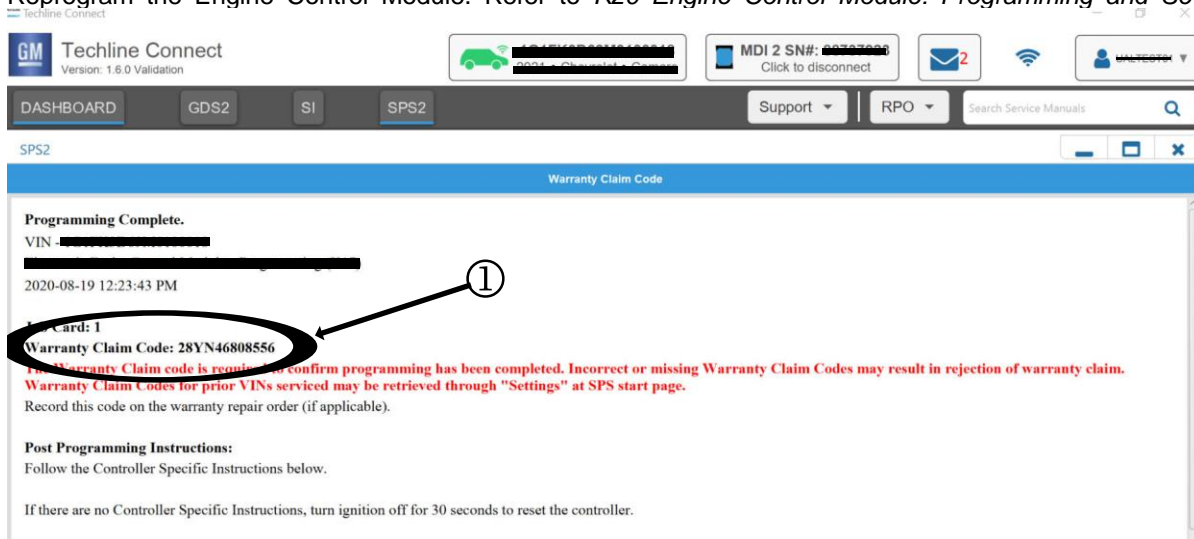 Reprogram the Engine Control Module. Refer to K20 Engine Control Module: Programming and
Techline Connect
GM
Techline Connect
Version: 1.6.0 Validation
2021 • Chevrolet • Camaro
MDI 2 SN#:
Click to disconnect
2
DASHBOARD GDS2 SI SPS2 Support RPO Search Service Manuals
SPS2
Warranty Claim Code
Programming Complete.
VIN -
2020-08-19 12:23:43 PM
①
Card: 1
Warranty Claim Code: 28YN46808556
The Warranty Claim code is required to confirm programming has been completed. Incorrect or missing Warranty Claim Codes may result in rejection of warranty claim.
Warranty Claim Codes for prior VINs serviced may be retrieved through "Settings" at SPS start page.
Record this code on the warranty repair order (if applicable).
Post Programming Instructions:
Follow the Controller Specific Instructions below.
If there are no Controller Specific Instructions, turn ignition off for 30 seconds to reset the controller.